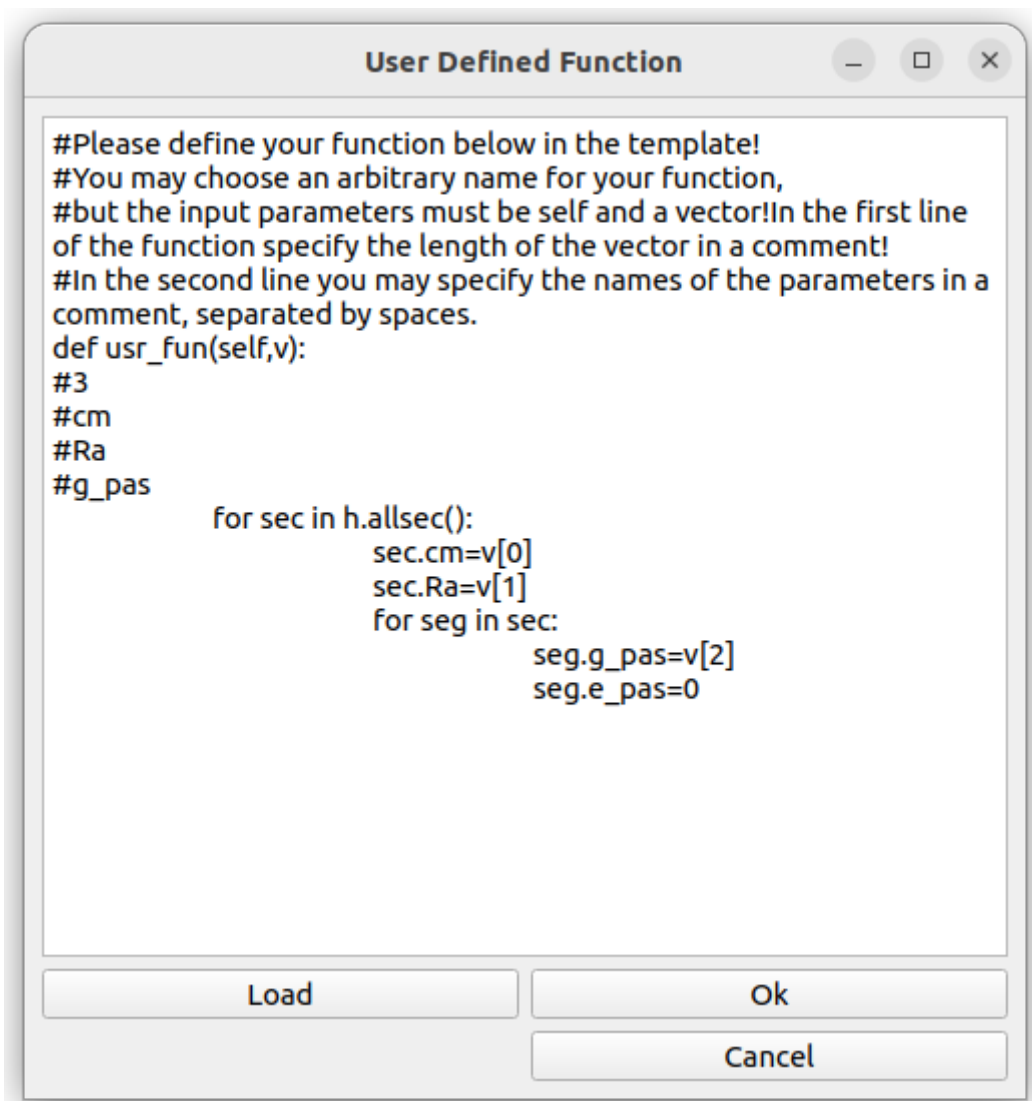 User Defined Function
#Please define your function below in the template!
#You may choose an arbitrary name for your function,
#but the input parameters must be self and a vector!In the first line
of the function specify the length of the vector in a comment!
#In the second line you may specify the names of the parameters in a
comment, separated by spaces.
def usr_fun(self,v):
#3
#cm
#Ra
#g_pas
for sec in h.allsec():
sec.cm=v[0]
sec.Ra=v[1]
for seg in sec:
seg.g_pas=v[2]
seg.e_pas=0
Load
Ok
Cancel